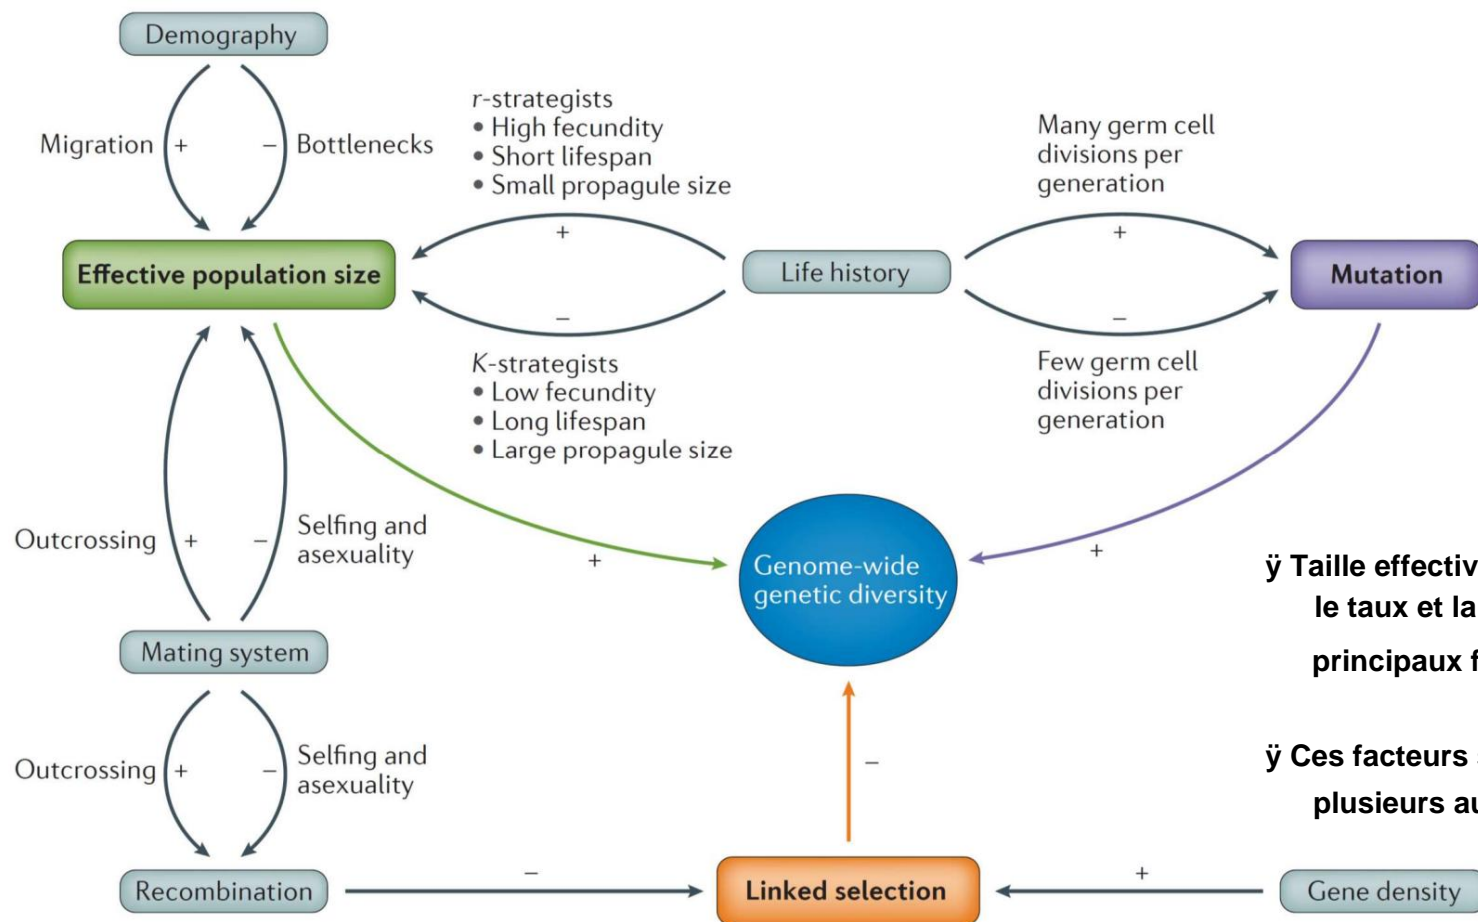 Demography
Migration
+
–
Bottlenecks
r-strategists
• High fecundity
• Short lifespan
• Small propagule size
Many germ cell
divisions per
generation
+
+
Effective population size
Life history
Mutation
–
–
K-strategists
• Low fecundity
• Long lifespan
• Large propagule size
Few germ cell
divisions per
generation
Outcrossing
+
–
Selfing and
asexuality
+
Genome-wide
genetic diversity
+
ÿ Taille effectiv
le taux et la
principaux f
Mating system
Outcrossing
+
–
Selfing and
asexuality
–
ÿ Ces facteurs
plusieurs au
Recombination
–
Linked selection
+
Gene density